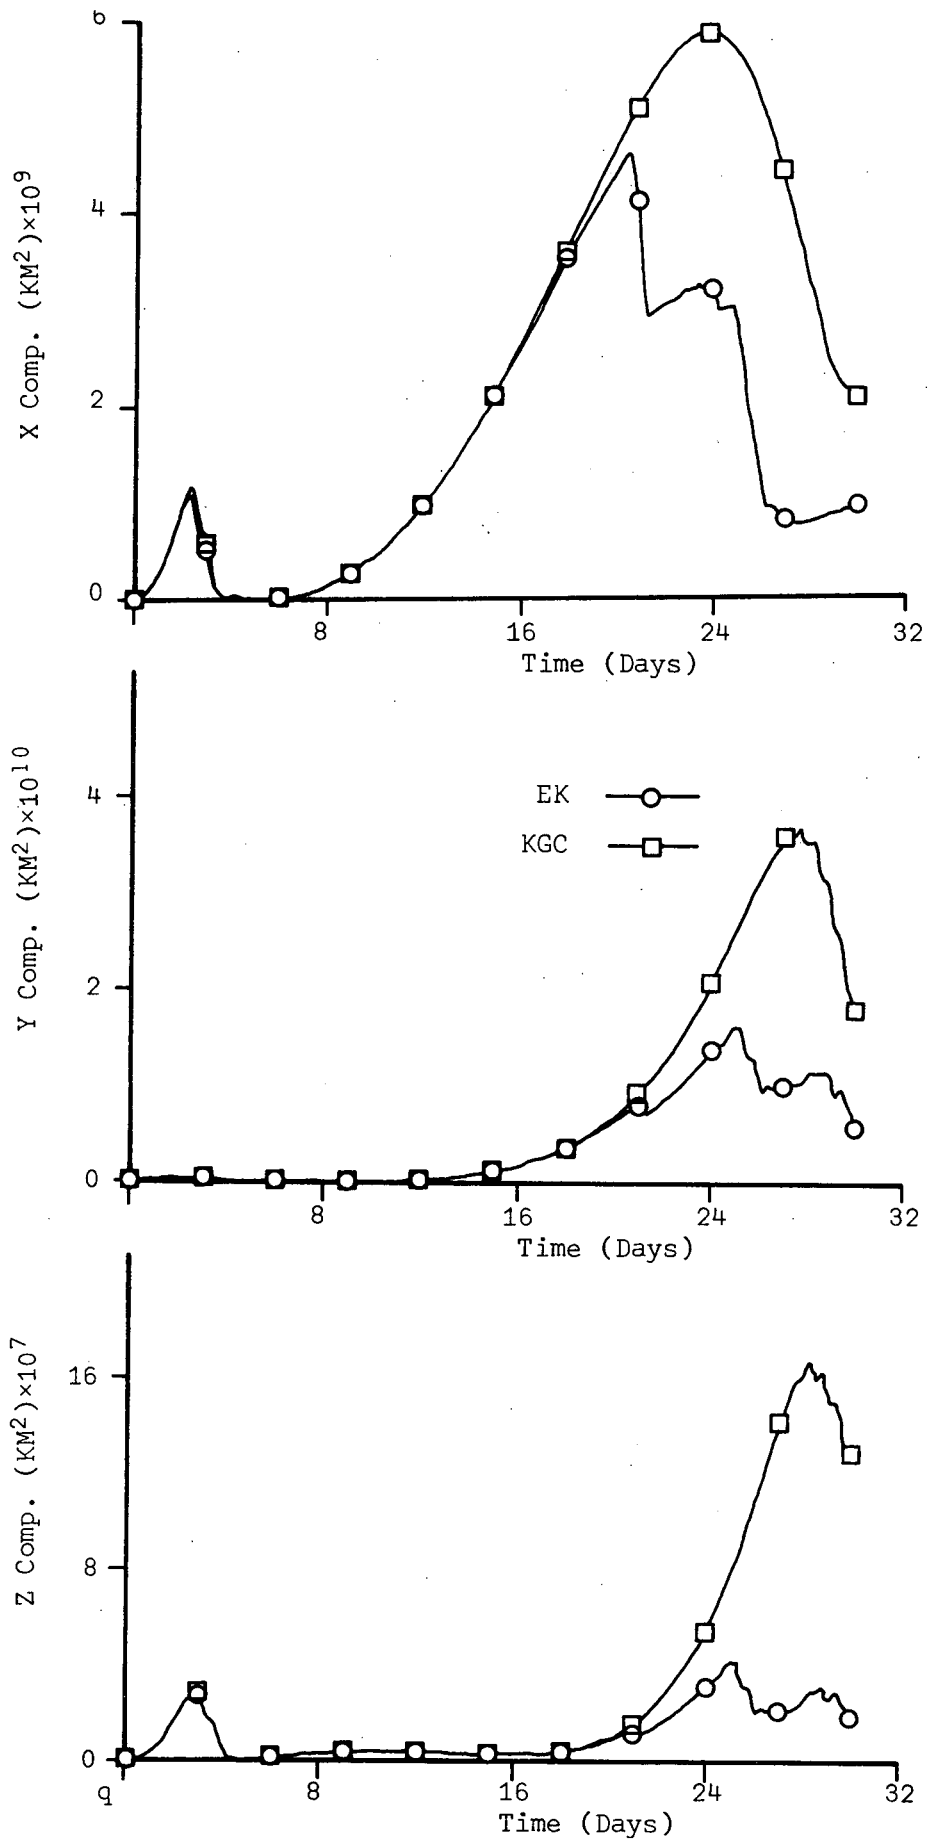 6
4
2
0
X Comp. (KM²)×10⁹
8 16 24 32
Time (Days)
4
2
0
Y Comp. (KM²)×10¹⁰
EK
KGC
8 16 24 32
Time (Days)
16
8
0
Z Comp. (KM²)×10⁷
q 8 16 24 32
Time (Days)